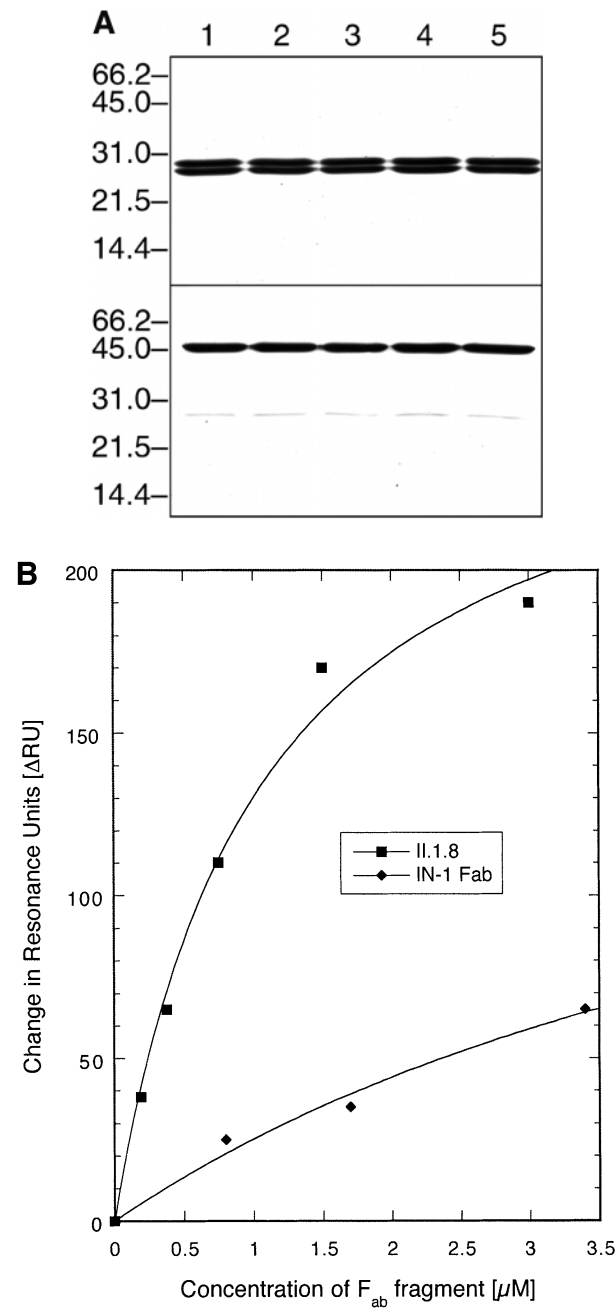 A
1 2 3 4 5
66.2–
45.0–
31.0–
21.5–
14.4–
66.2–
45.0–
31.0–
21.5–
14.4–
B
200
150
100
50
0
Change in Resonance Units [ΔRU]
II.1.8
IN-1 Fab
0 0.5 1 1.5 2 2.5 3 3.5
Concentration of Fab fragment [µM]